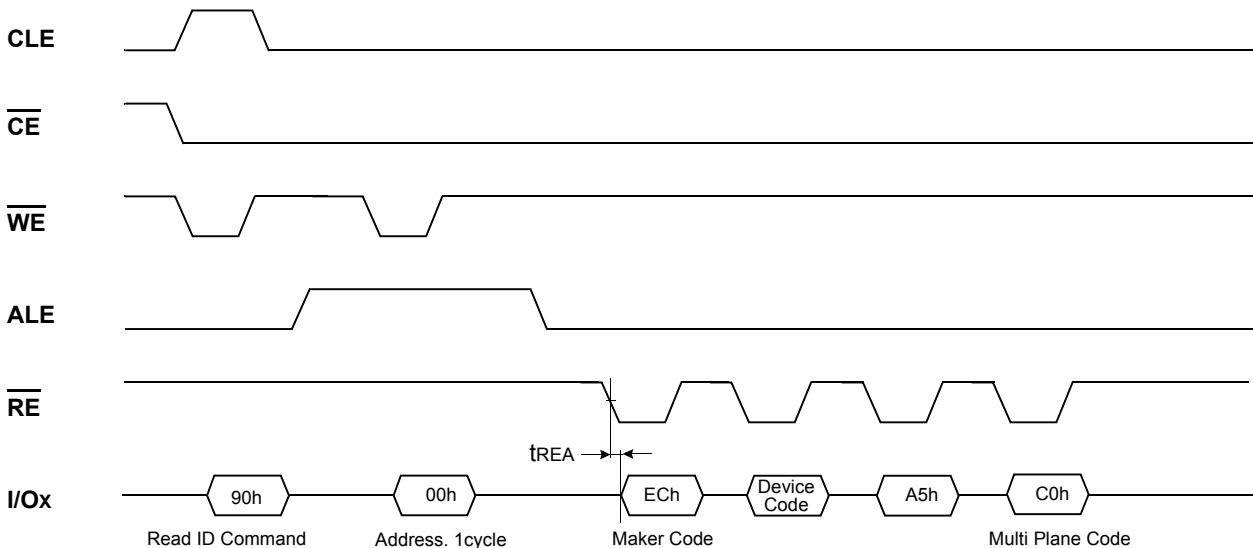 CLE
CE
WE
ALE
RE
tREA
I/Ox
90h
00h
ECh
Device
Code
A5h
C0h
Read ID Command
Address. 1cycle
Maker Code
Multi Plane Code